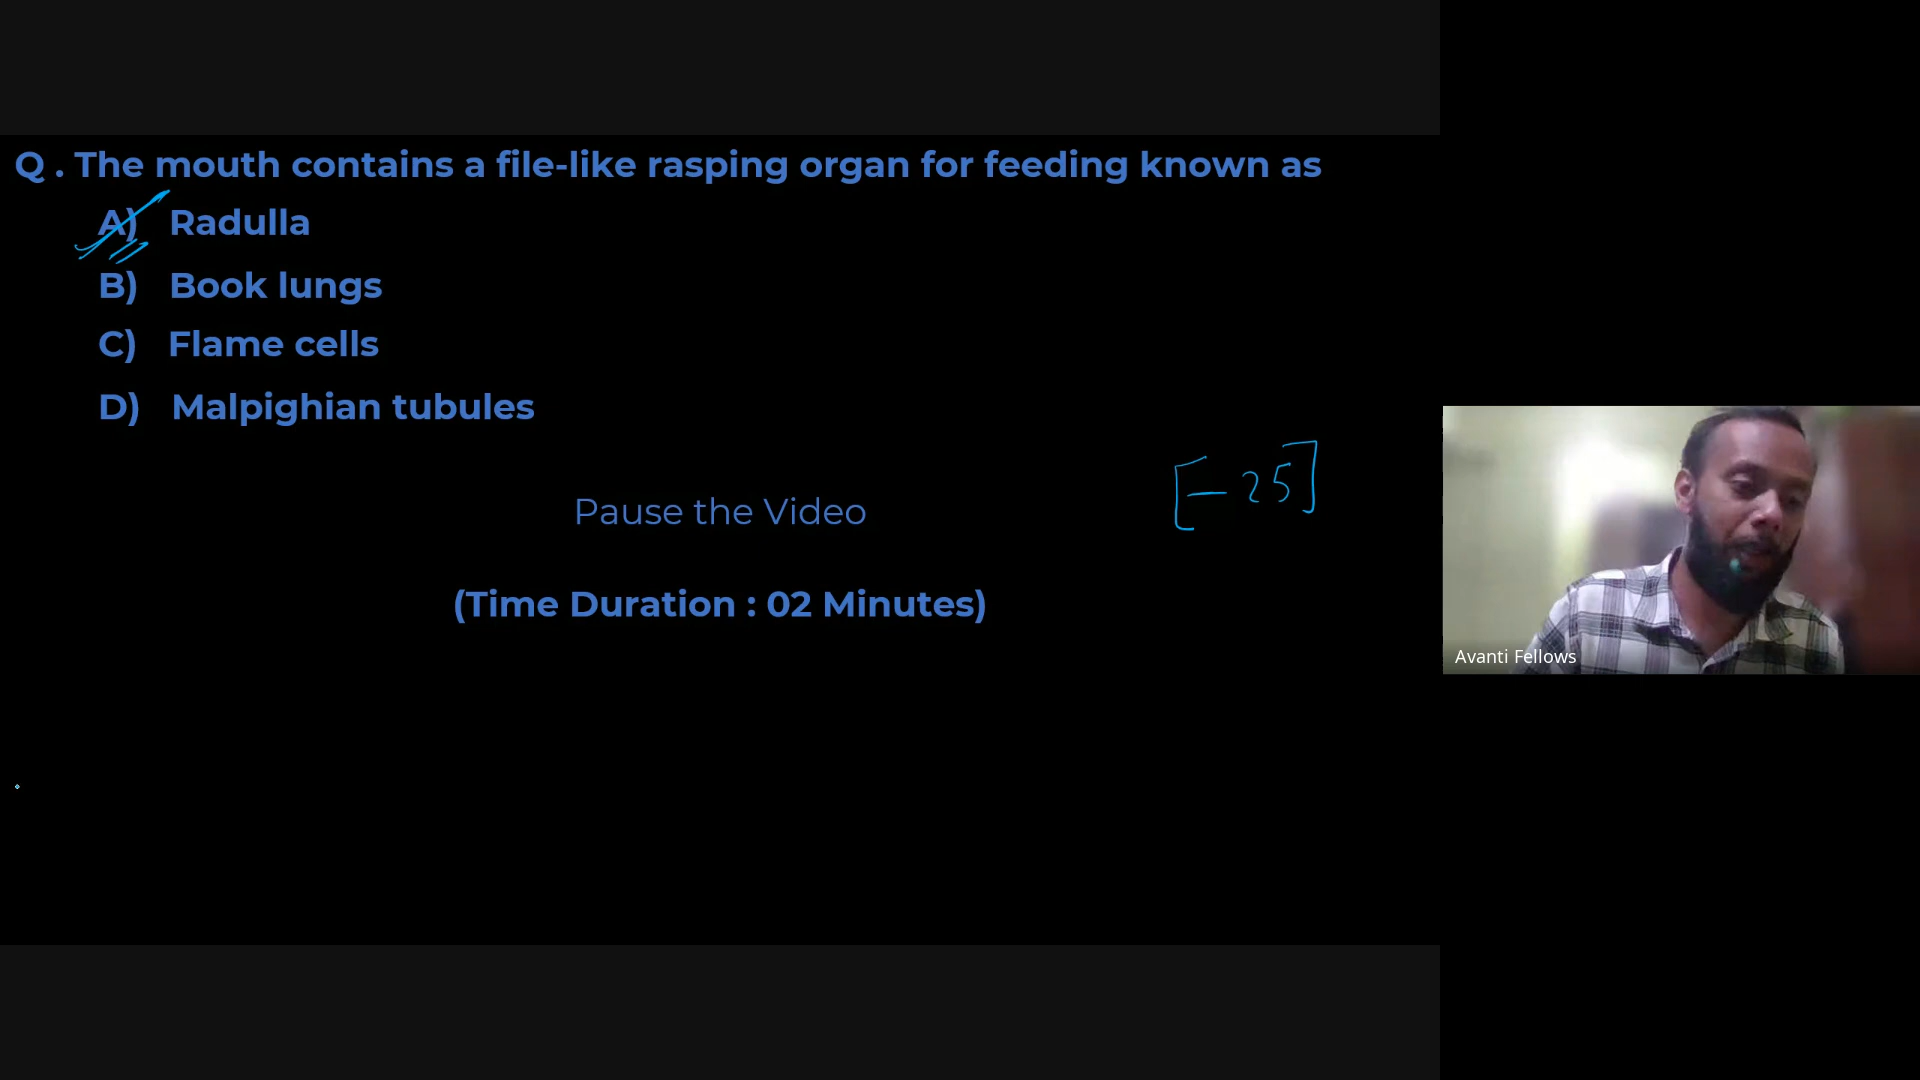 Q . The mouth contains a file-like rasping organ for feeding known as
A) Radulla
B) Book lungs
C) Flame cells
D) Malpighian tubules
[-25]
Pause the Video
(Time Duration : 02 Minutes)
Avanti Fellows